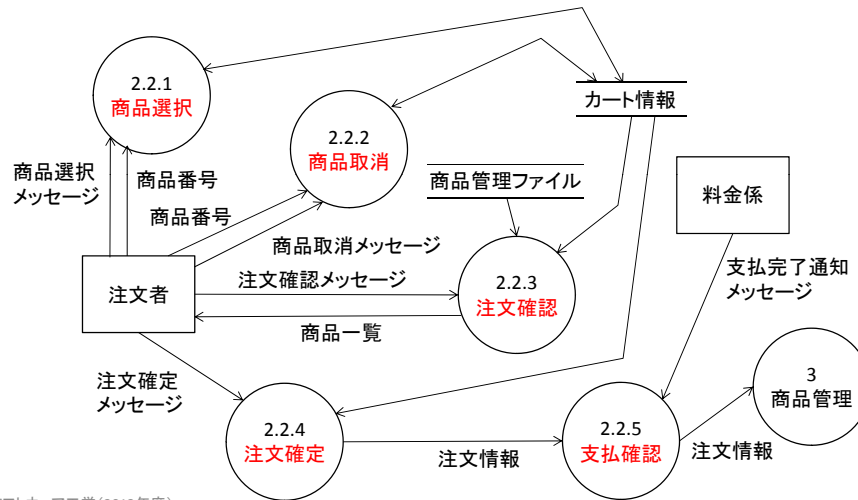 2.2.1
商品選択
2.2.2
商品取消
カート情報
商品選択
メッセージ
商品番号
商品番号
商品管理ファイル
料金係
商品取消メッセージ
注文者
注文確認メッセージ
2.2.3
注文確認
支払完了通知
メッセージ
商品一覧
注文確定
メッセージ
3
商品管理
2.2.4
注文確定
注文情報
2.2.5
支払確認
注文情報